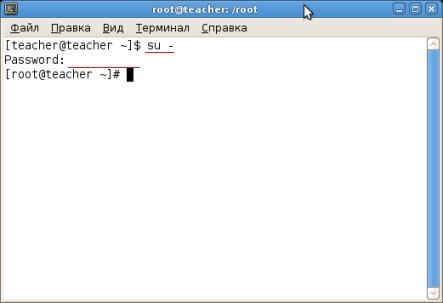 root@teacher: /root
Файл Правка Вид Терминал Справка
[teacher@teacher ~]$ su -
Password:
[root@teacher ~]#